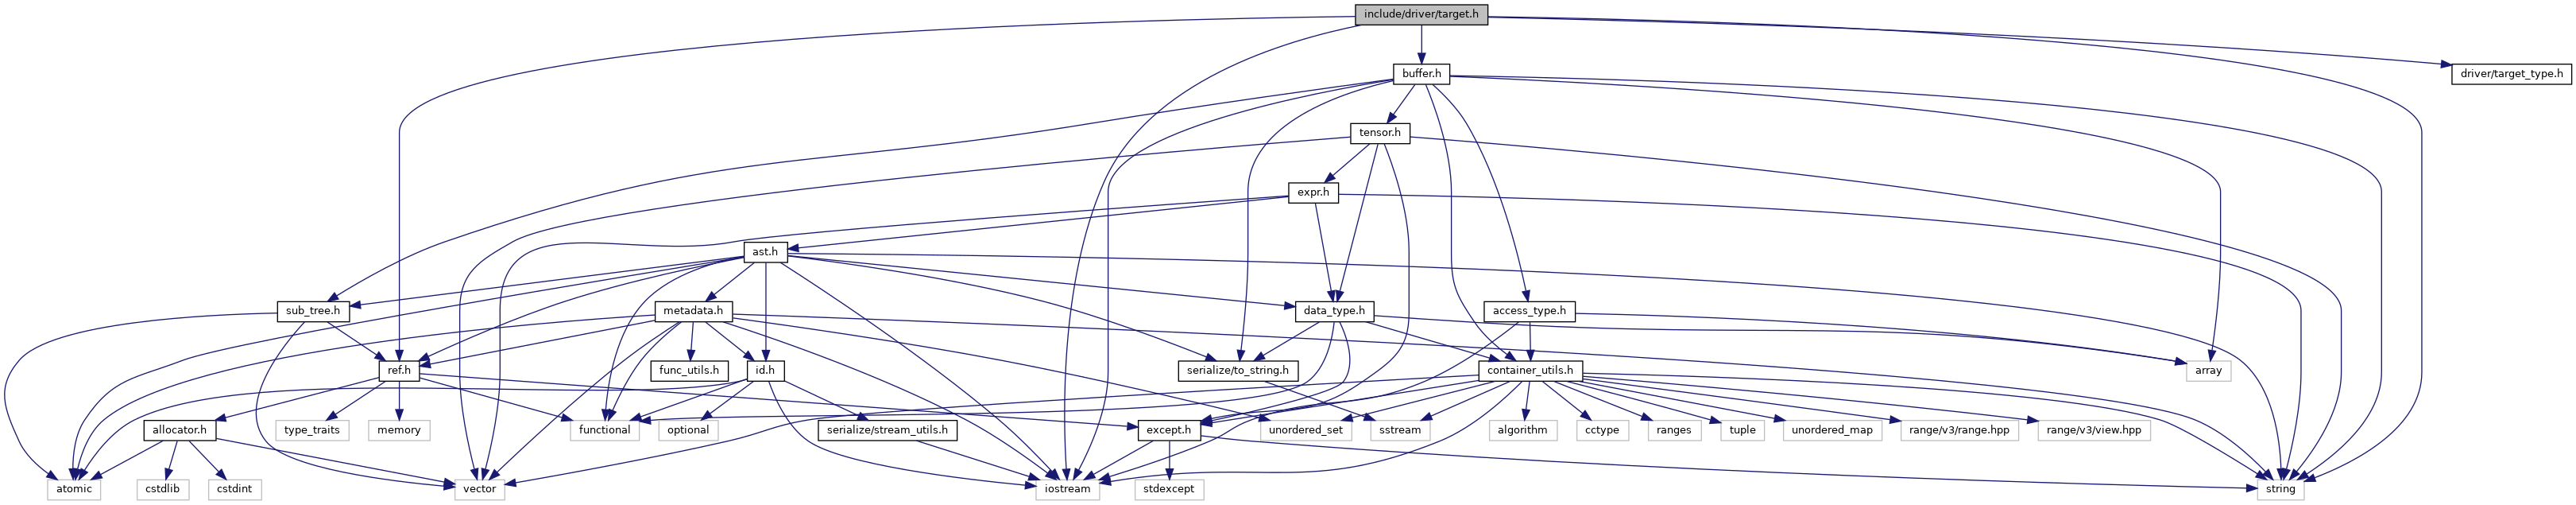 include/driver/target.h
buffer.h
driver/target_type.h
tensor.h
expr.h
ast.h
sub_tree.h
metadata.h
data_type.h
access_type.h
ref.h
func_utils.h
id.h
serialize/to_string.h
container_utils.h
array
allocator.h
type_traits
memory
functional
optional
serialize/stream_utils.h
except.h
unordered_set
sstream
algorithm
cctype
ranges
tuple
unordered_map
range/v3/range.hpp
range/v3/view.hpp
atomic
cstdlib
cstdint
vector
iostream
stdexcept
string